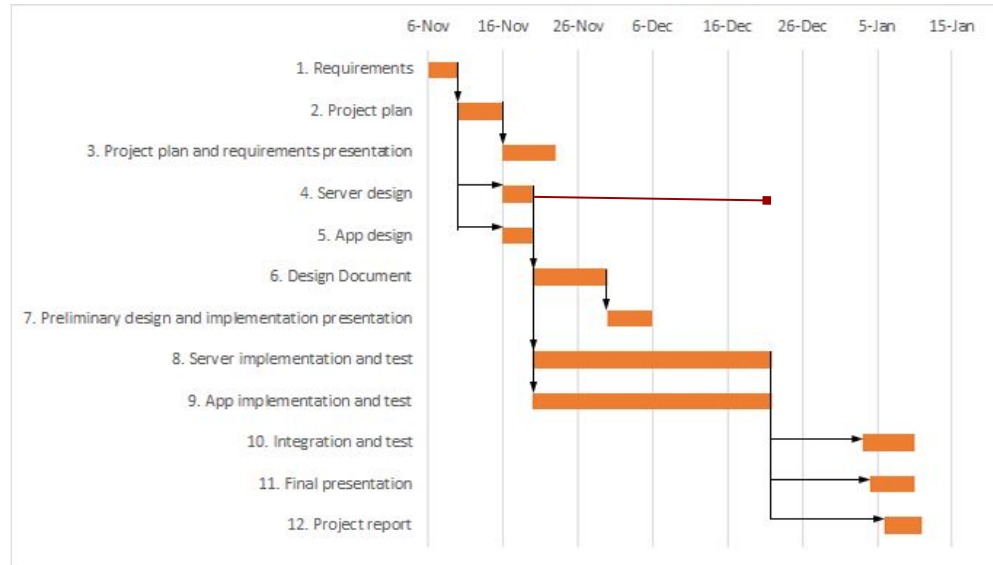 6-Nov 16-Nov 26-Nov 6-Dec 16-Dec 26-Dec 5-Jan 15-Jan
1. Requirements
2. Project plan
3. Project plan and requirements presentation
4. Server design
5. App design
6. Design Document
7. Preliminary design and implementation presentation
8. Server implementation and test
9. App implementation and test
10. Integration and test
11. Final presentation
12. Project report